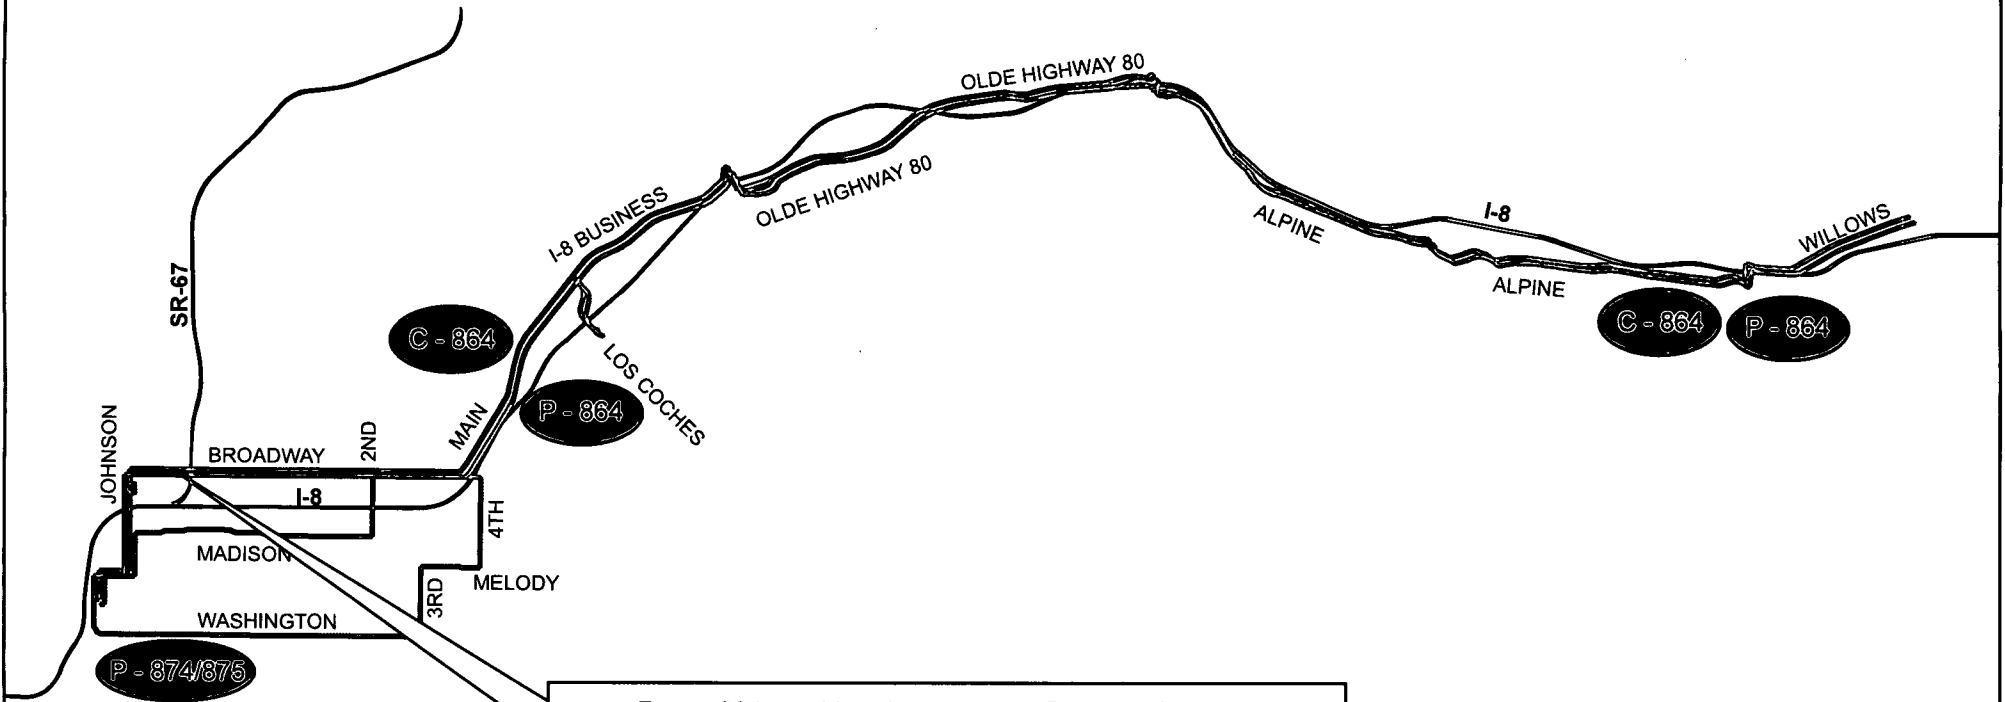 OLDE HIGHWAY 80
OLDE HIGHWAY 80
I-8 BUSINESS
ALPINE
I-8
WILLOWS
ALPINE
SR-67
C - 864
C - 864
P - 864
LOS COCHES
P - 864
MAIN
JOHNSON
BROADWAY
2ND
I-8
4TH
MADISON
MELODY
3RD
WASHINGTON
P - 874/875